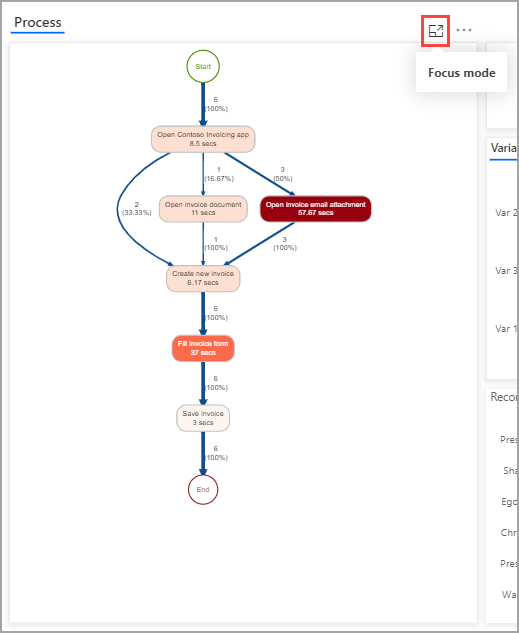 Process
Focus mode
Start
6
(100%)
Open Contoso Invoicing app
8.5 secs
1
(16.67%)
3
(50%)
2
(33.33%)
Open invoice document
11 secs
Open invoice email attachment
57.67 secs
1
(100%)
3
(100%)
Create new invoice
6.17 secs
6
(100%)
Fill invoice form
37 secs
6
(100%)
Save invoice
3 secs
6
(100%)
End
Varia
Var 2
Var 3
Var 1
Recor
Pres
Sha
Ego
Chr
Pres
Wa